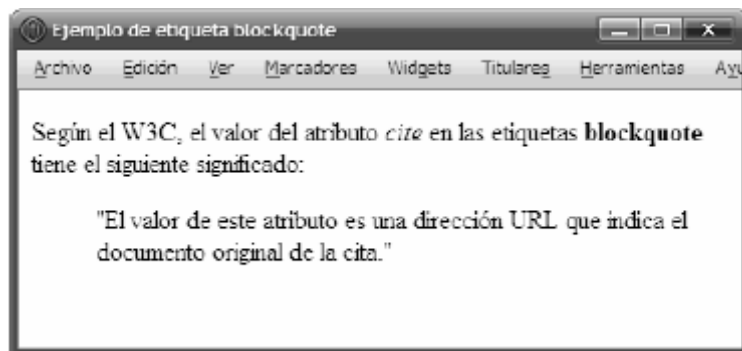 Ejemplo de etiqueta blockquote
Archivo Edición Ver Marcadores Widgets Titulares Herramientas
Según el W3C, el valor del atributo cite en las etiquetas blockquote
tiene el siguiente significado:
"El valor de este atributo es una dirección URL que indica el
documento original de la cita."